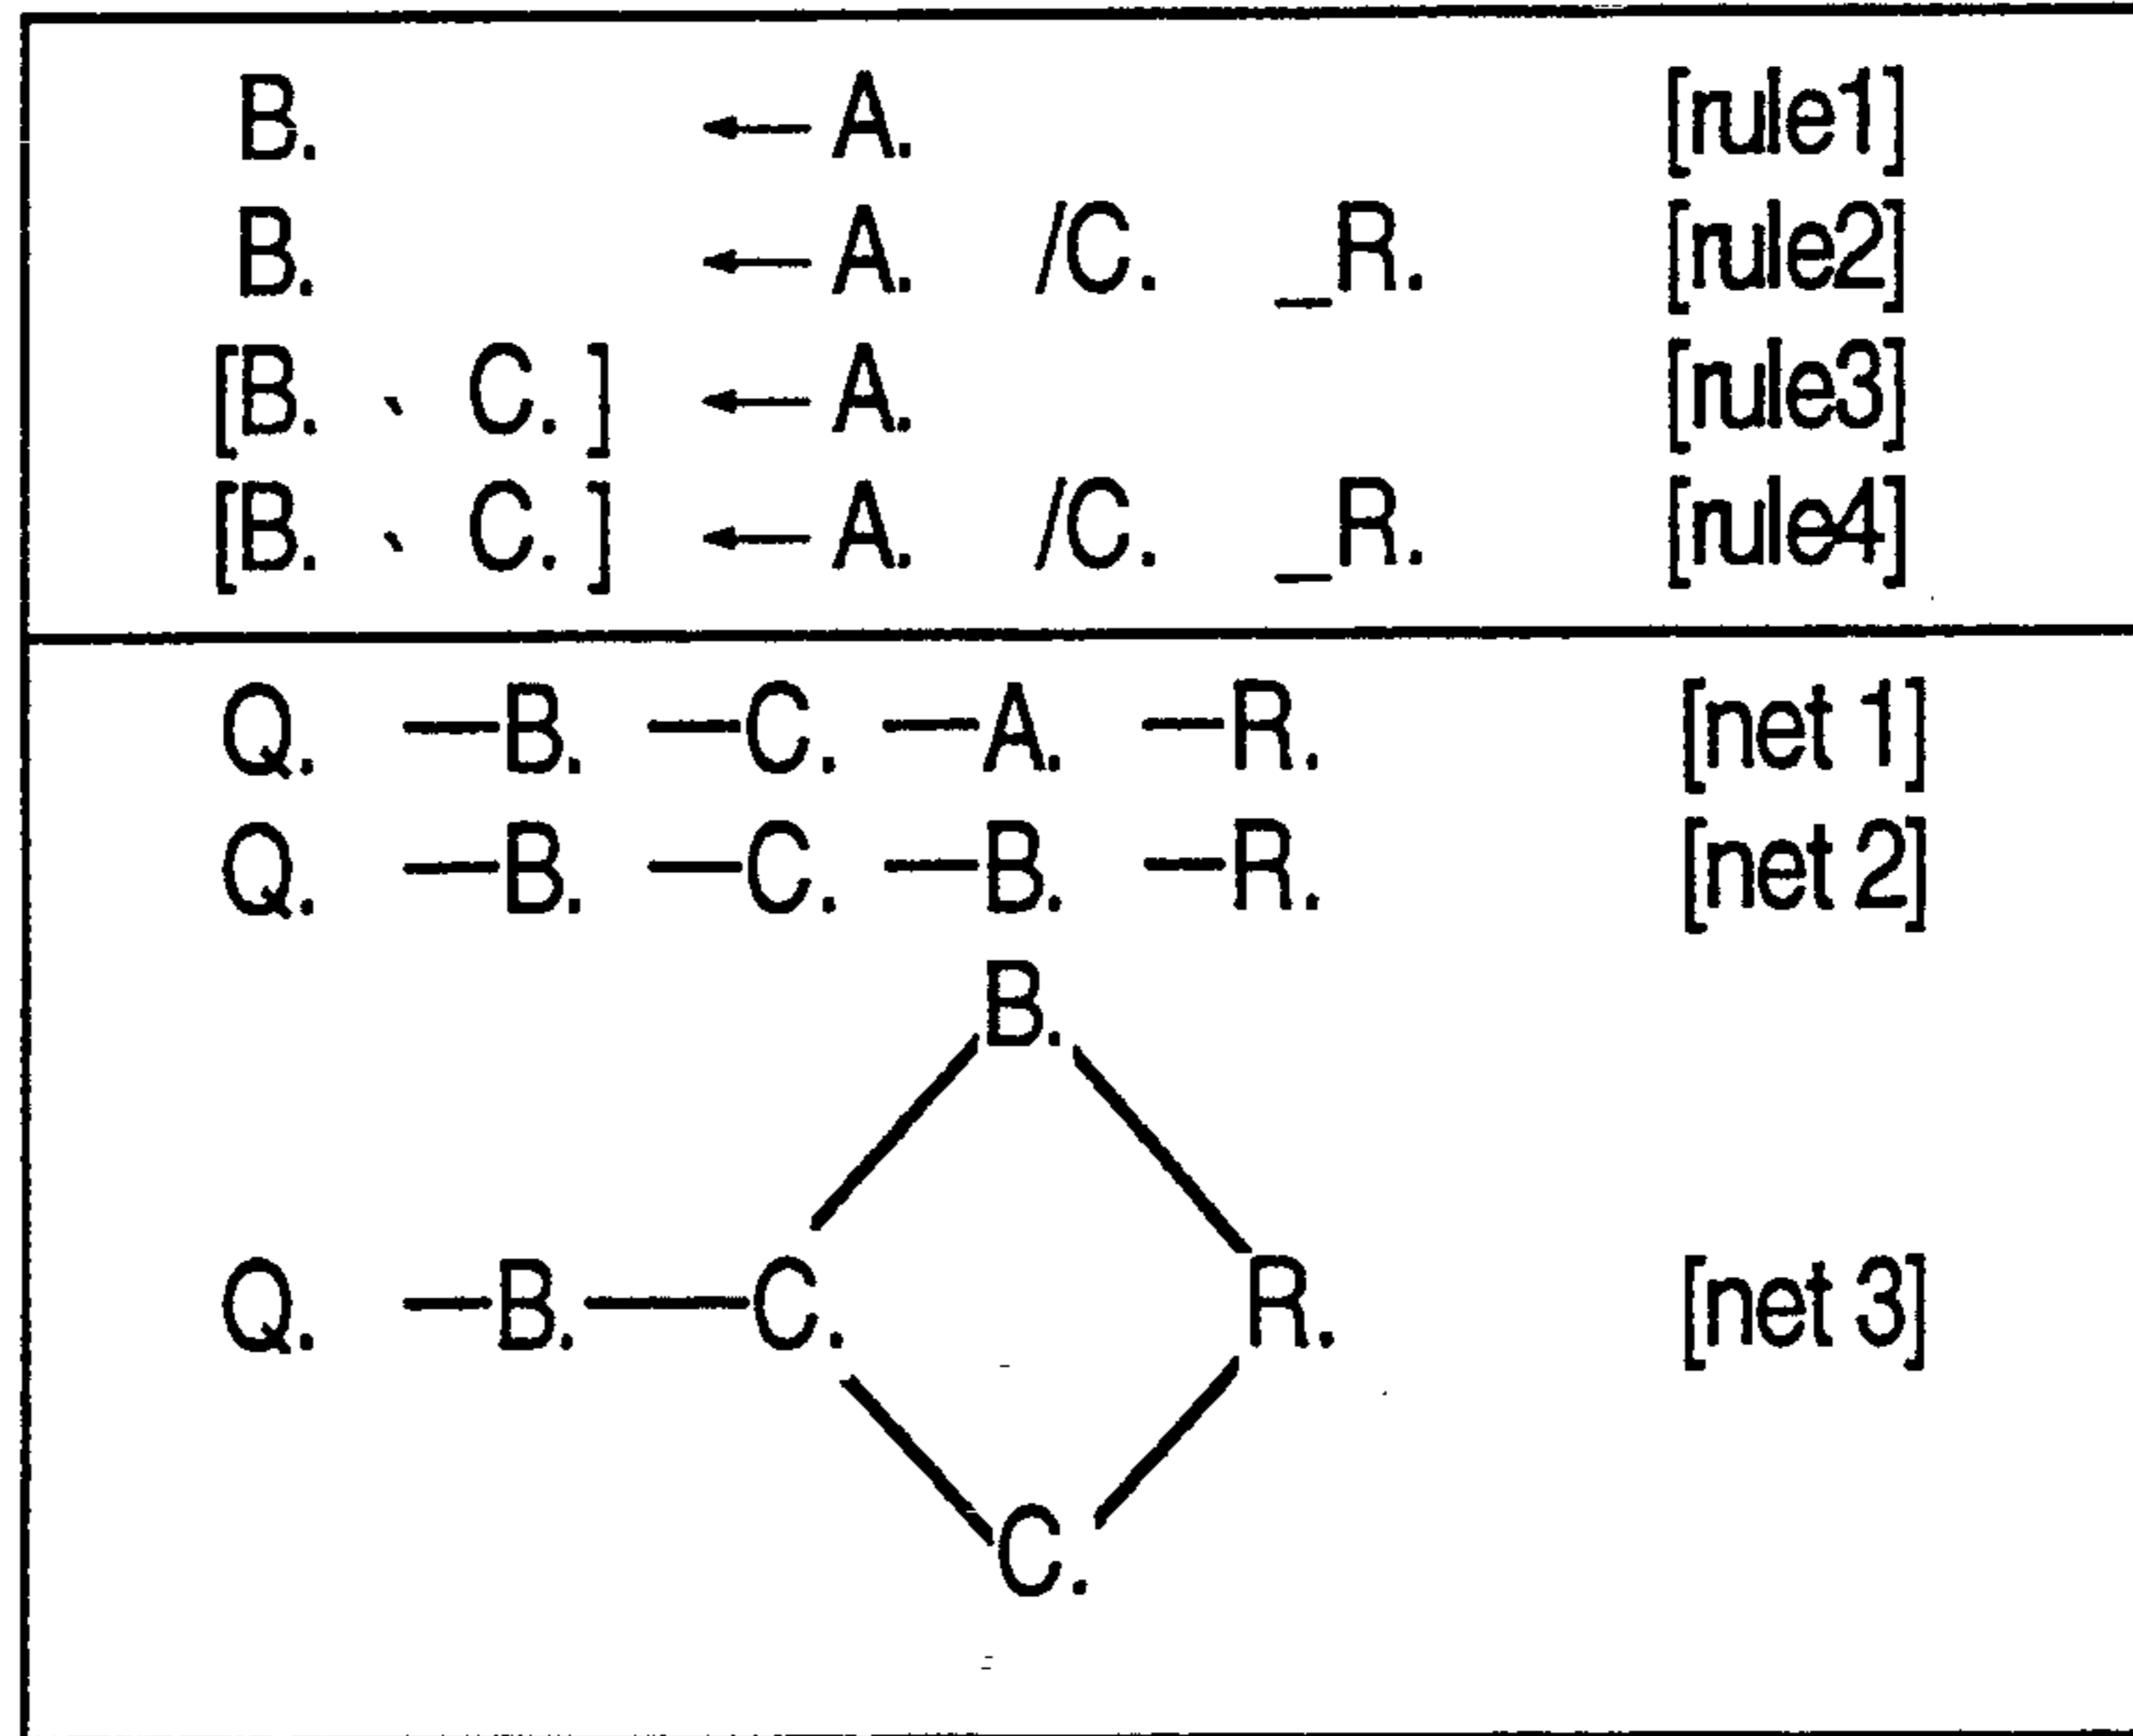 B. ← A. [rule1]
B. ← A. /C. _R. [rule2]
[B. 、 C. ] ← A. [rule3]
[B. 、 C. ] ← A. /C. _R. [rule4]
Q. —B. —C. —A. —R. [net 1]
Q. —B. —C. —B. —R. [net 2]
B.
Q. —B. —C. R. [net 3]
C.